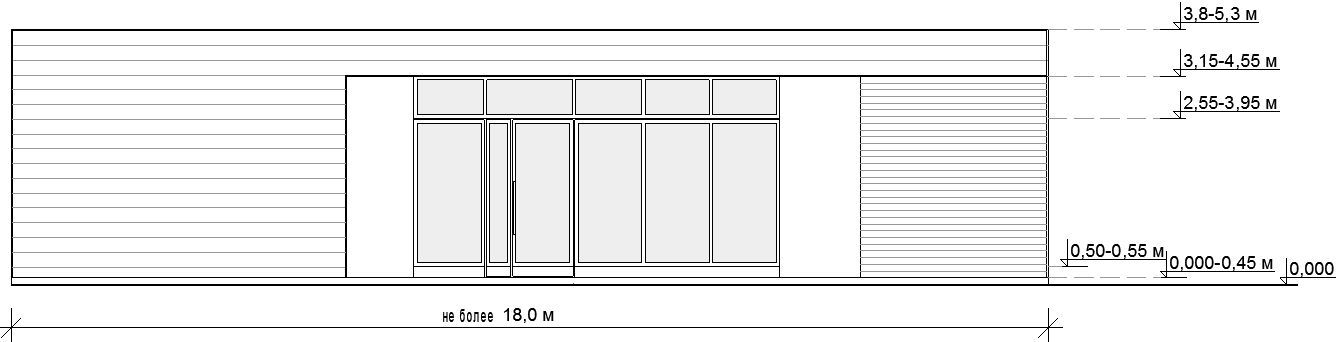 3,8-5,3 м
3,15-4,55 м
2,55-3,95 м
0,50-0,55 м
0,000-0,45 м
0,000
не более 18,0 м